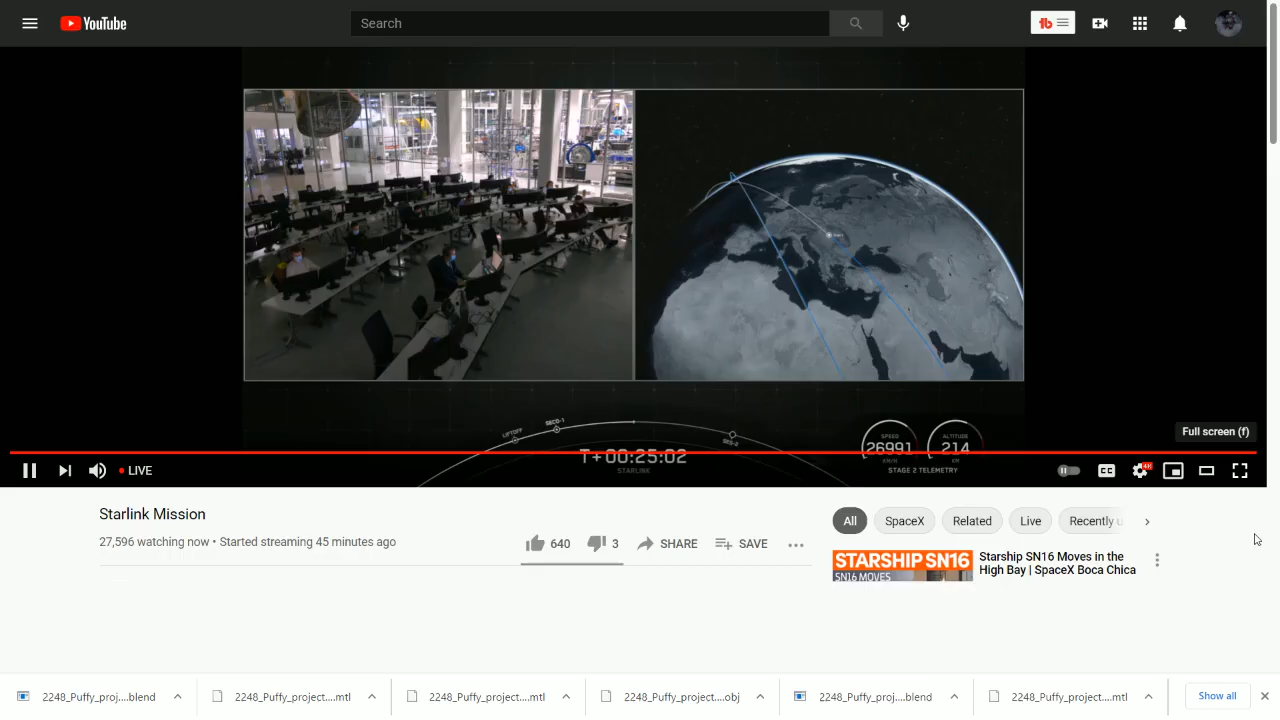 YouTube
Search
LIFTOFF
SECO-1
SES-2
SPEED
ALTITUDE
26991
214
KM/H
KM
T+ 00:25:02
STARLINK
STAGE 2 TELEMETRY
Full screen (f)
LIVE
Starlink Mission
27,596 watching now • Started streaming 45 minutes ago
640
3
SHARE
SAVE
All
SpaceX
Related
Live
Recently u
STARSHIP SN16
SN16 MOVES
Starship SN16 Moves in the
High Bay | SpaceX Boca Chica
2248_Puffy_proj....blend
2248_Puffy_project....mtl
2248_Puffy_project....mtl
2248_Puffy_project....obj
2248_Puffy_proj....blend
2248_Puffy_project....mtl
Show all